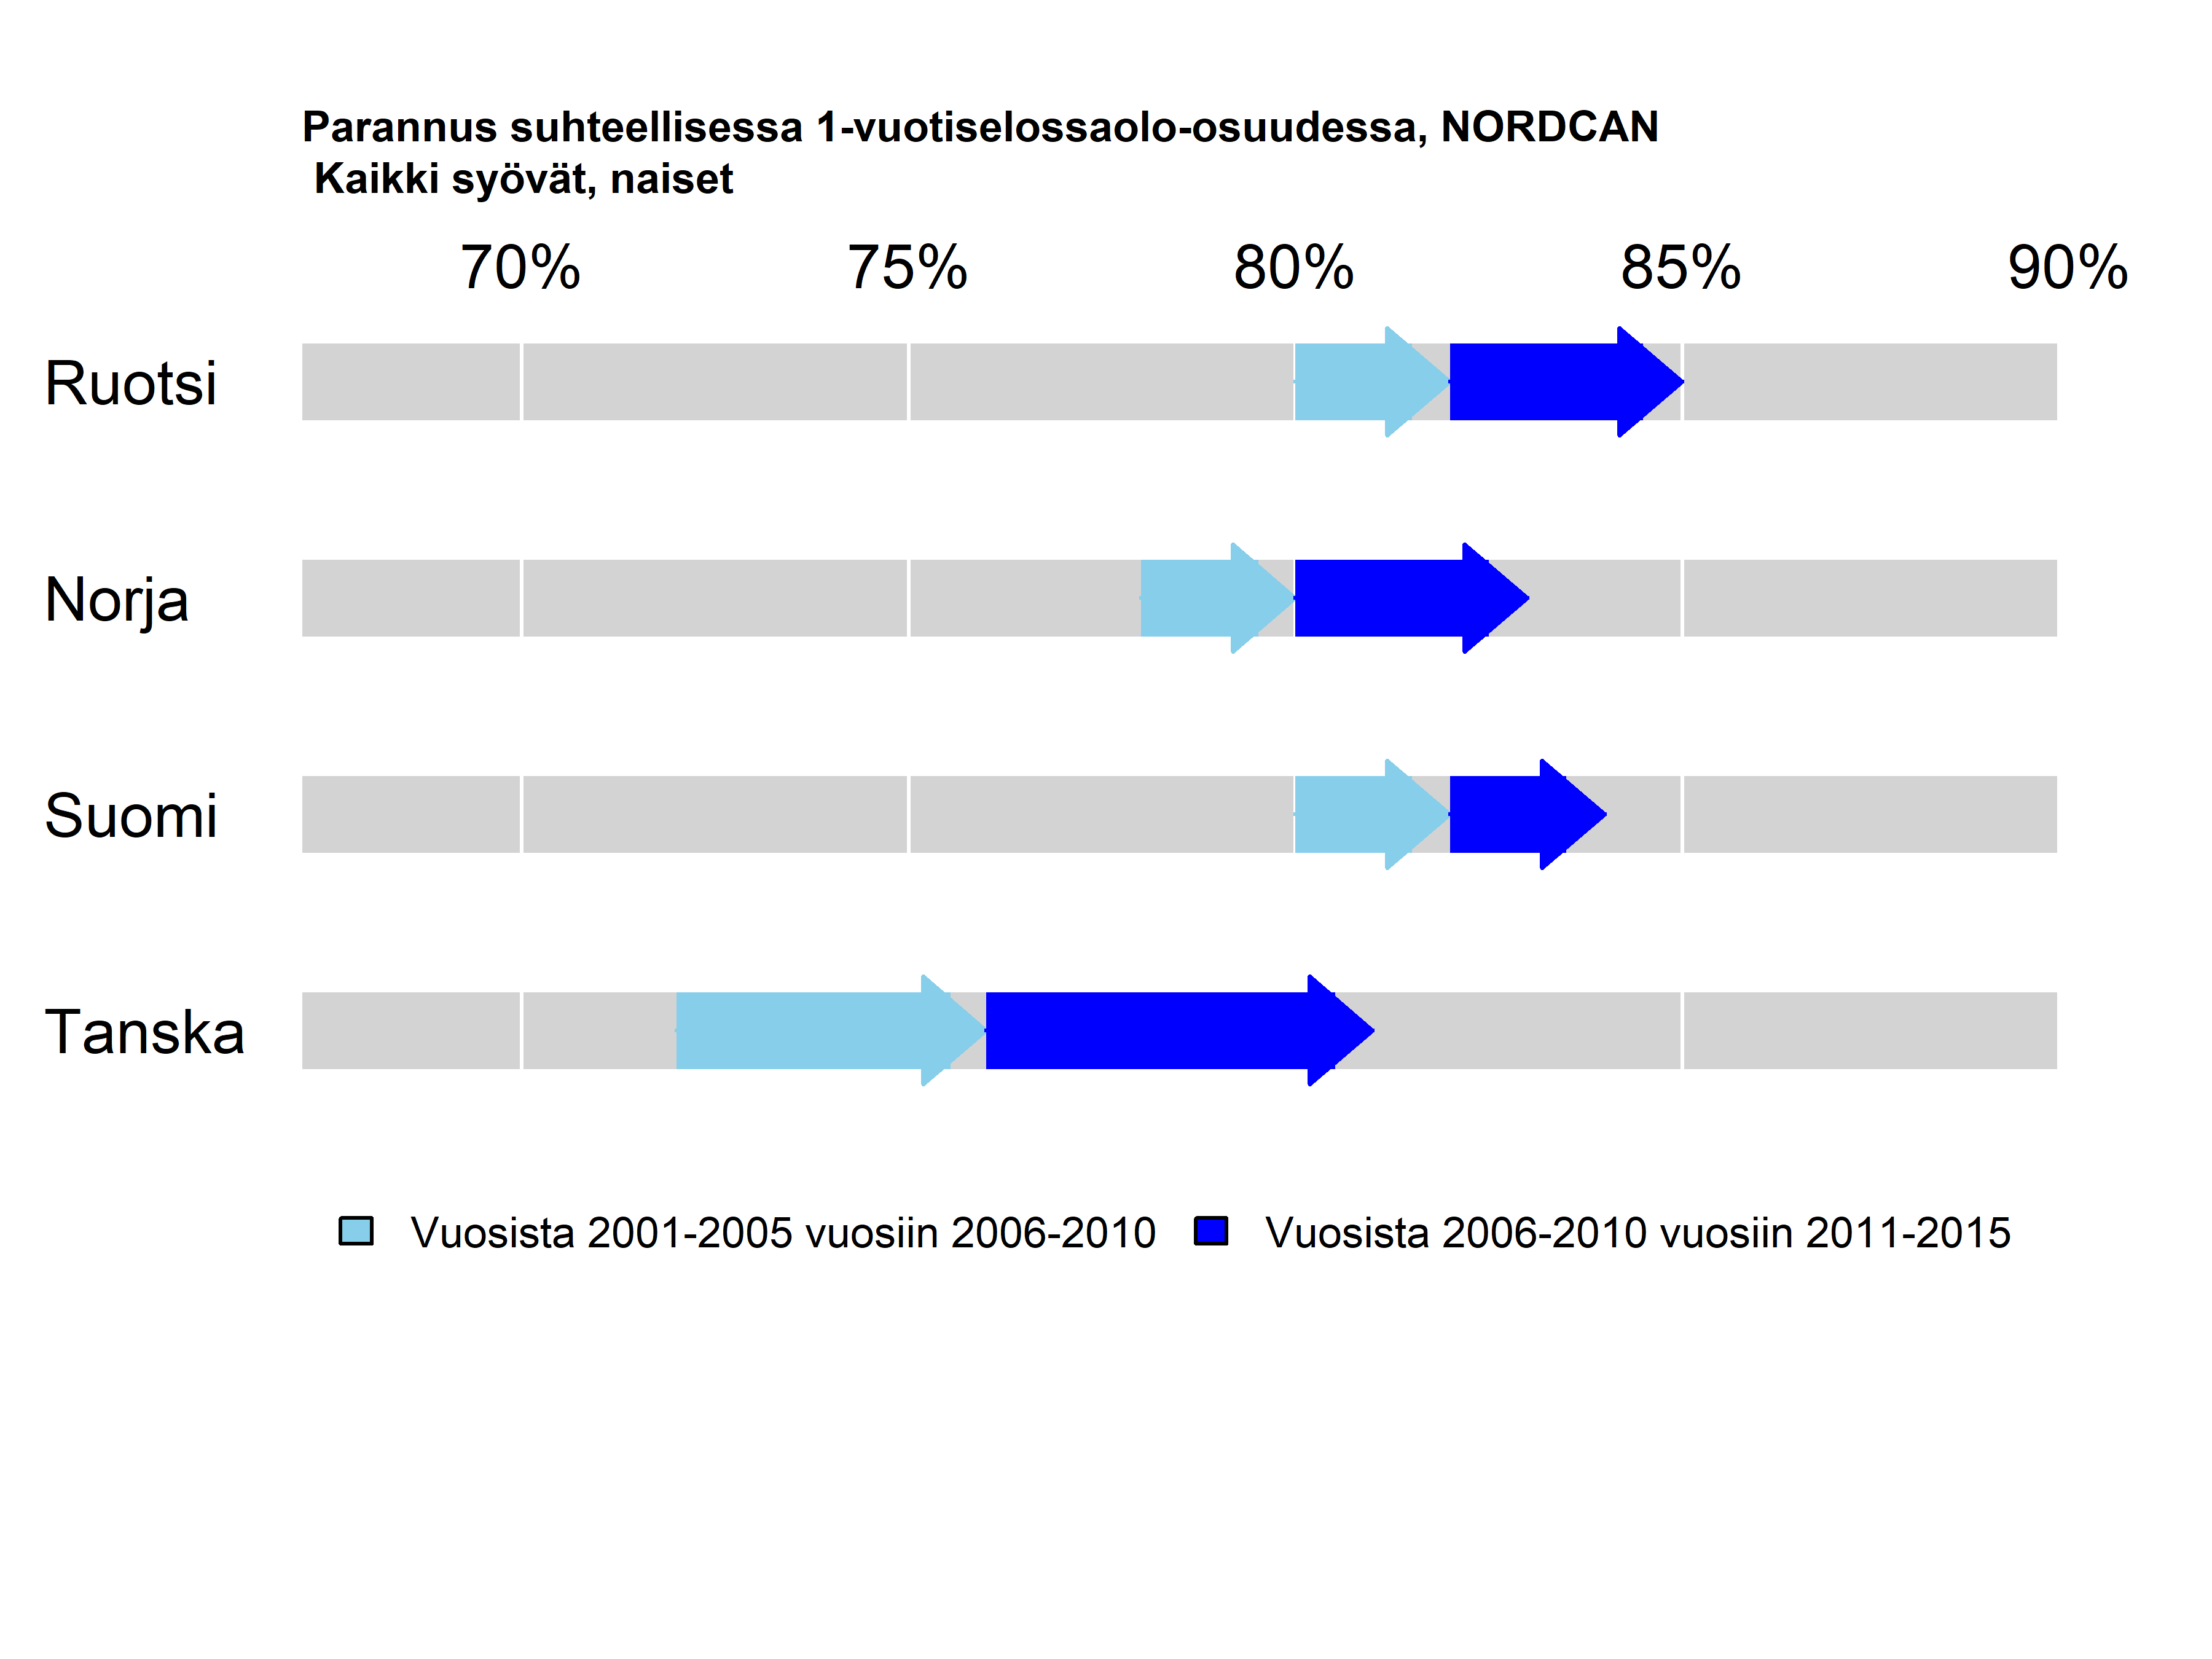 Parannus suhteellisessa 1-vuotiselossaolo-osuudessa, NORDCAN
Kaikki syövät, naiset
70% 75% 80% 85% 90%
Ruotsi
Norja
Suomi
Tanska
Vuosista 2001-2005 vuosiin 2006-2010 Vuosista 2006-2010 vuosiin 2011-2015